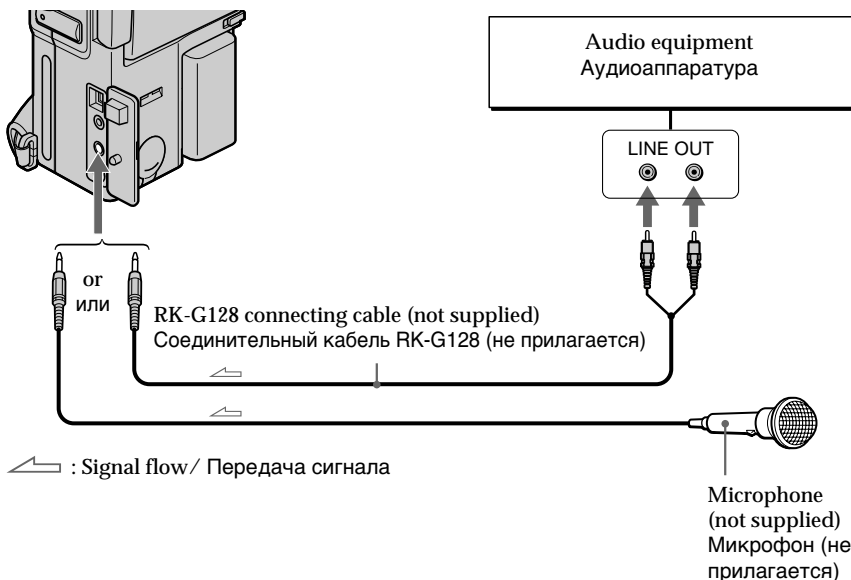 Audio equipment
Аудиоаппаратура
LINE OUT
or
или
RK-G128 connecting cable (not supplied)
Соединительный кабель RK-G128 (не прилагается)
: Signal flow/ Передача сигнала
Microphone
(not supplied)
Микрофон (не
прилагается)